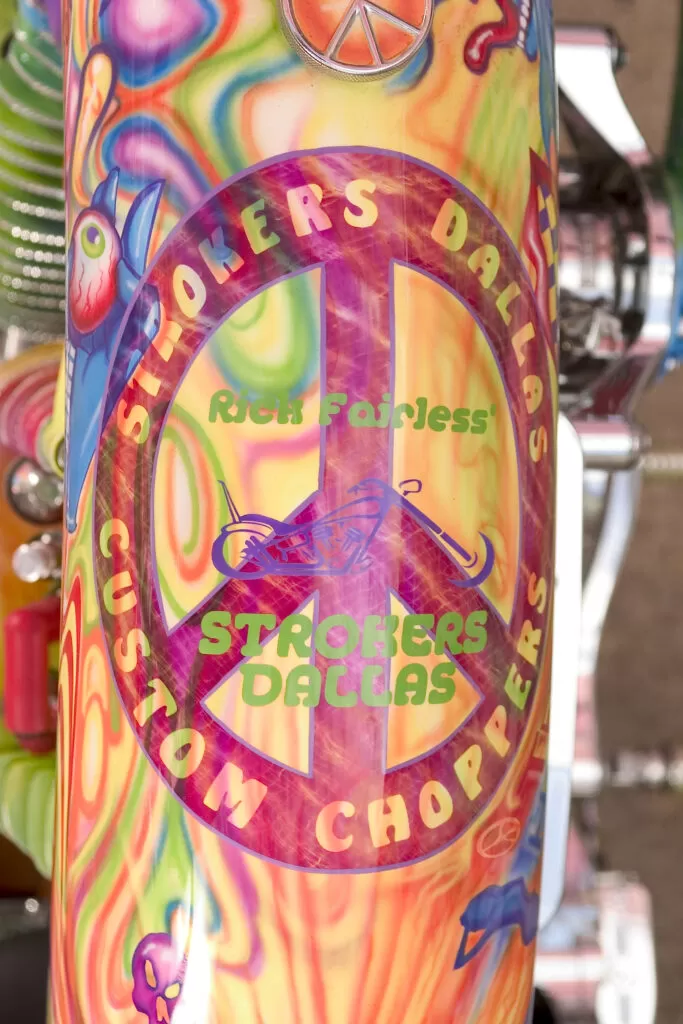 STROKERS DALLAS
Rick Fairless'
STROKERS
DALLAS
CUSTOM CHOPPERS